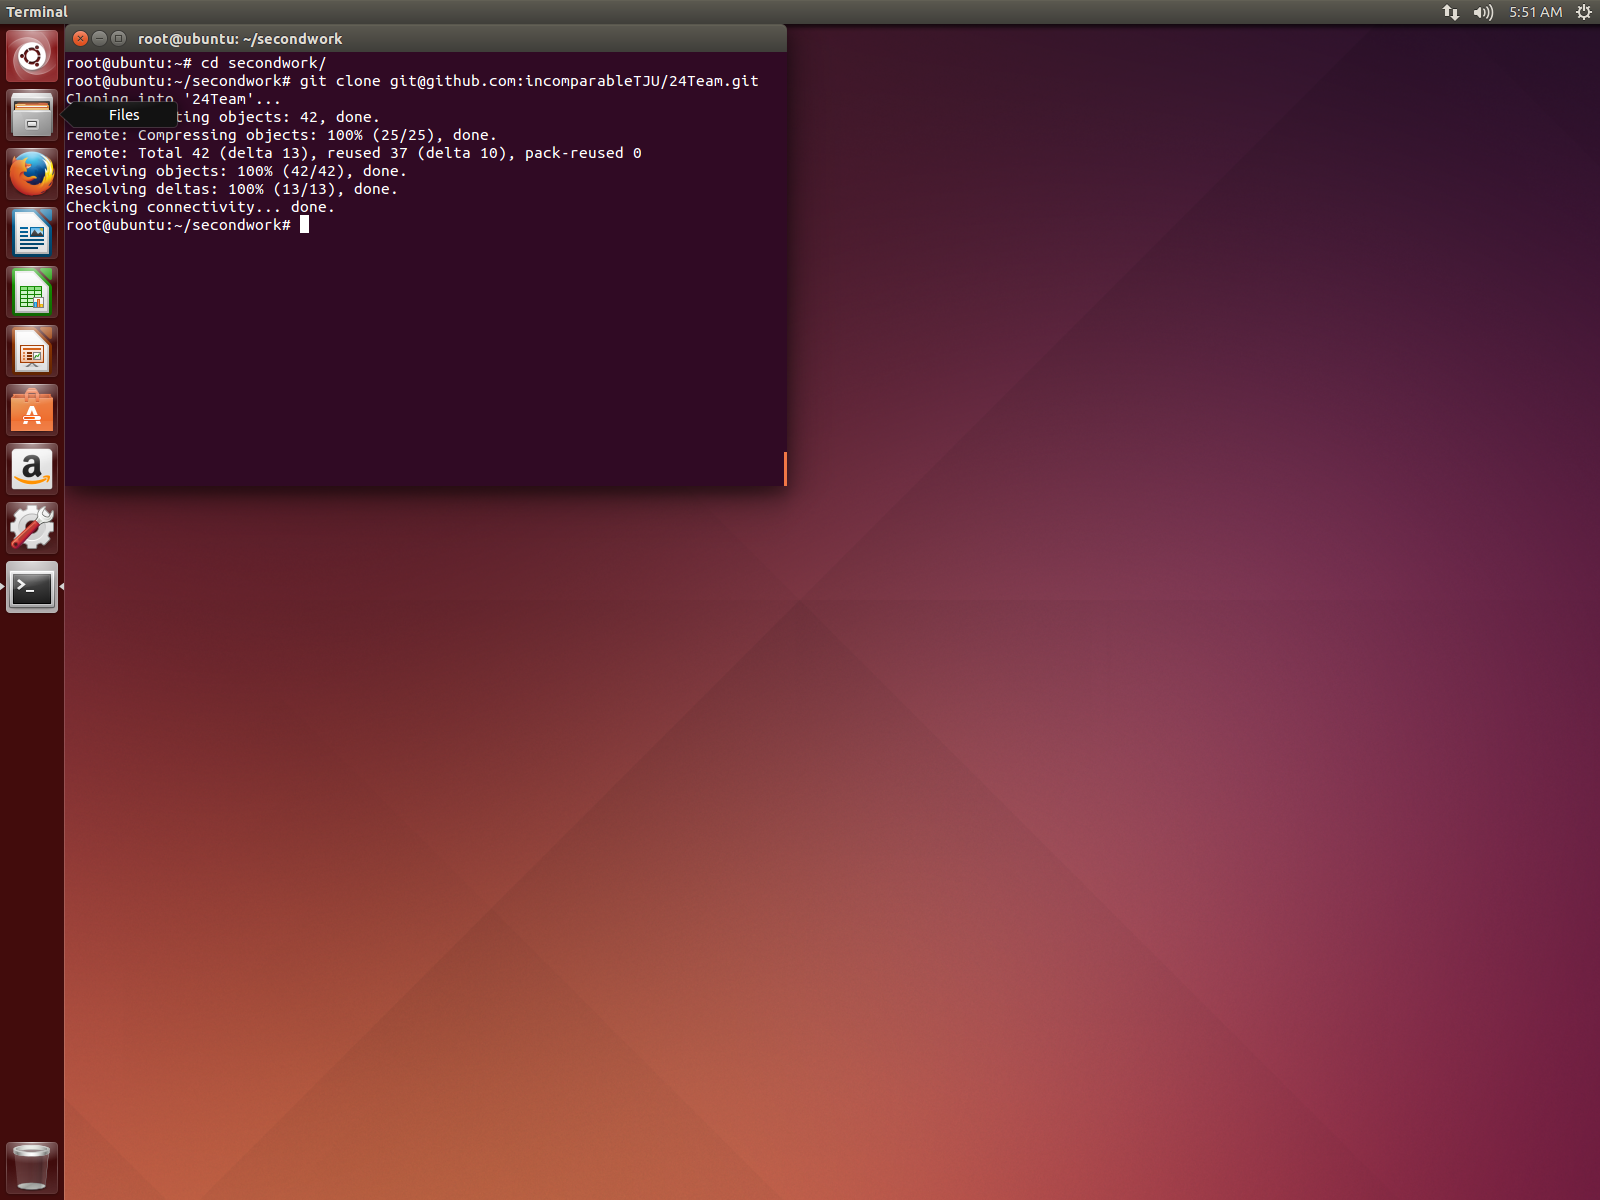 Terminal
5:51 AM
root@ubuntu: ~/secondwork
root@ubuntu:~# cd secondwork/
root@ubuntu:~/secondwork# git clone git@github.com:incomparableTJU/24Team.git
Cloning into '24Team'...
Files
ting objects: 42, done.
remote: Compressing objects: 100% (25/25), done.
remote: Total 42 (delta 13), reused 37 (delta 10), pack-reused 0
Receiving objects: 100% (42/42), done.
Resolving deltas: 100% (13/13), done.
Checking connectivity... done.
root@ubuntu:~/secondwork#